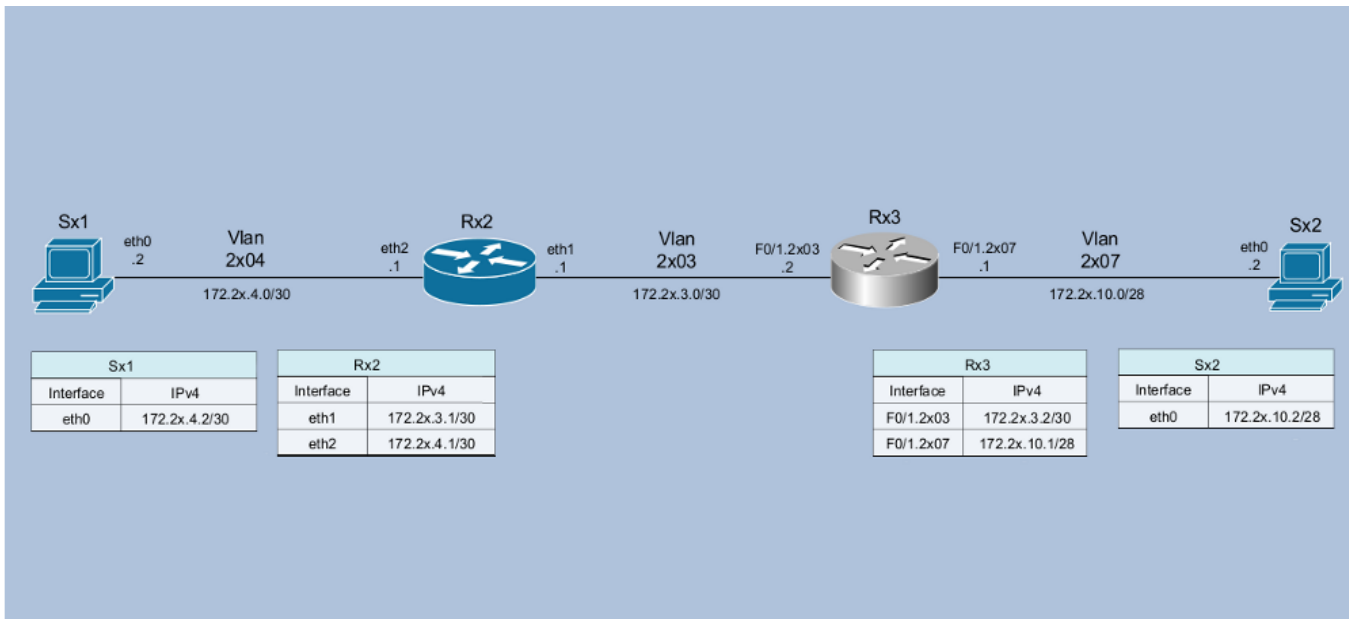 Sx1
eth0
.2
Vlan
2x04
172.2x.4.0/30
eth2
.1
Rx2
eth1
.1
Vlan
2x03
172.2x.3.0/30
F0/1.2x03
.2
Rx3
F0/1.2x07
.1
Vlan
2x07
172.2x.10.0/28
eth0
.2
Sx2
Sx1
Interface IPv4
eth0 172.2x.4.2/30
Rx2
Interface IPv4
eth1 172.2x.3.1/30
eth2 172.2x.4.1/30
Rx3
Interface IPv4
F0/1.2x03 172.2x.3.2/30
F0/1.2x07 172.2x.10.1/28
Sx2
Interface IPv4
eth0 172.2x.10.2/28